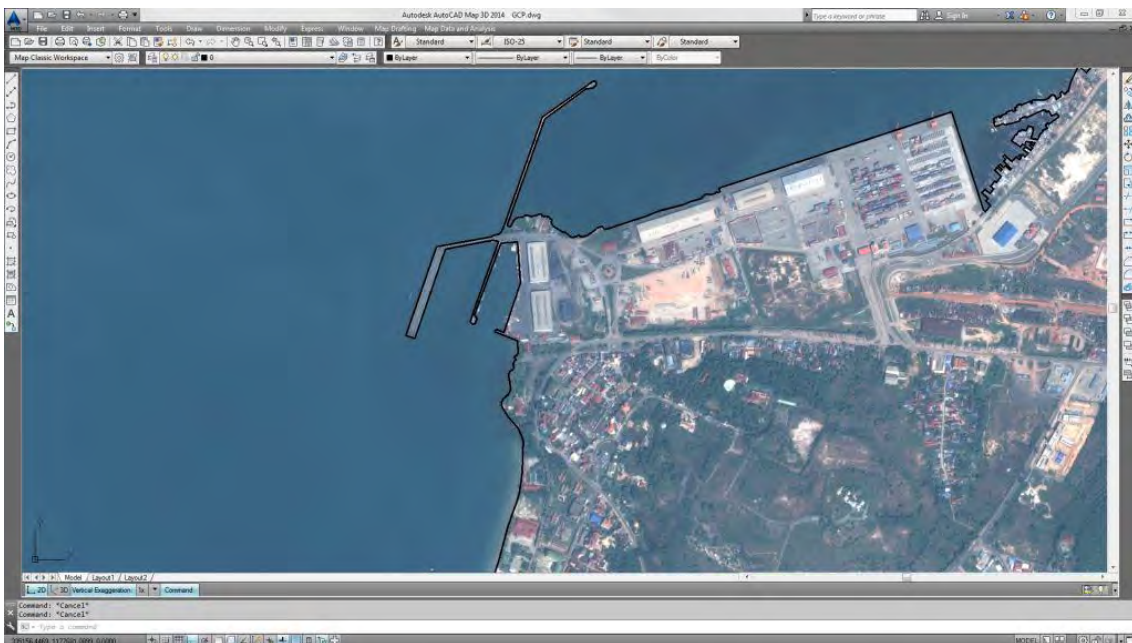 Autodesk AutoCAD Map 3D 2014 GCP.dwg
Type a keyword or phrase
Sign In
File Edit Insert Format Tools Draw Dimension Modify Express Window Map Drafting Map Data and Analysis
Standard ISO-25 Standard Standard
Map Classic Workspace 0 ByLayer ByLayer ByLayer ByColor
A
Y
X
Model Layout1 Layout2
2D 3D Vertical Exaggeration: 1x Command
Command: *Cancel*
Command: *Cancel*
Type a command
MODEL